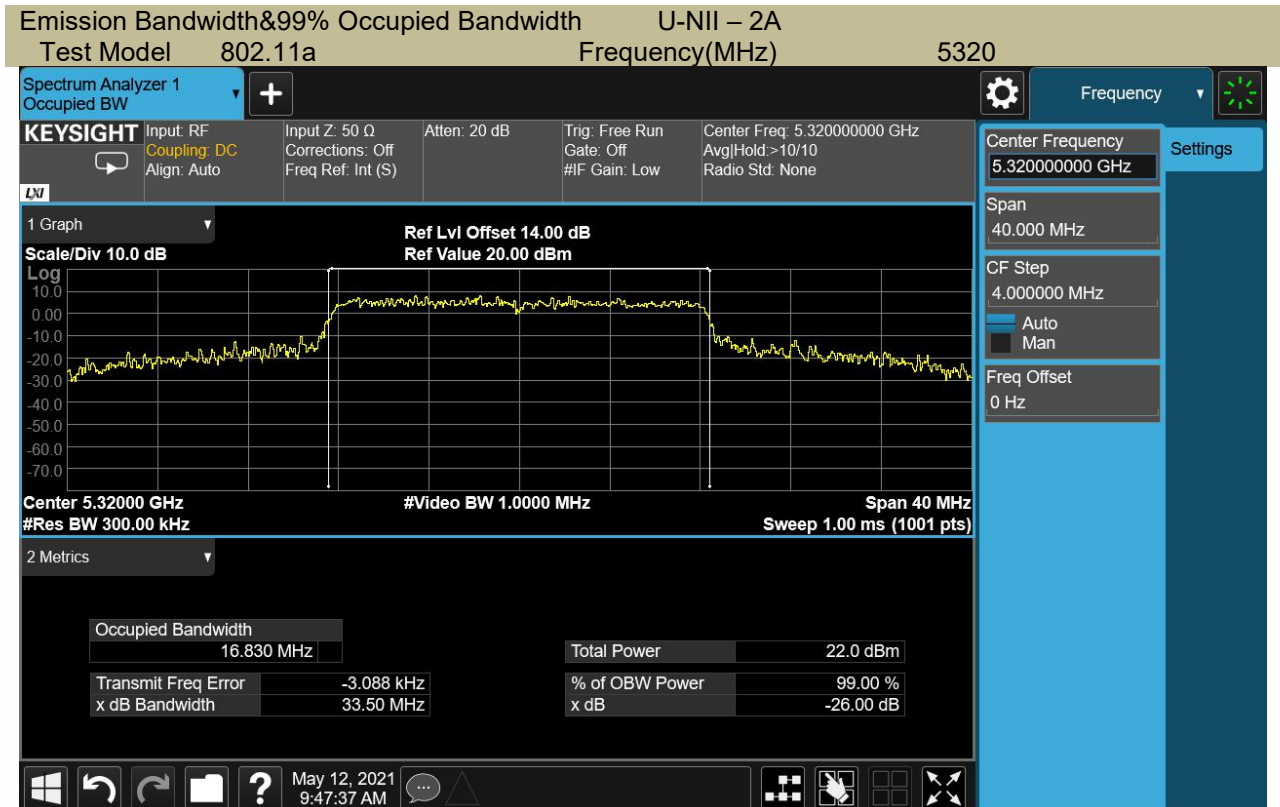 Emission Bandwidth&99% Occupied Bandwidth U-NII – 2A
Test Model 802.11a Frequency(MHz) 5320
Spectrum Analyzer 1
Occupied BW
+
Frequency
KEYSIGHT
LXI
Input: RF
Coupling: DC
Align: Auto
Input Z: 50 Ω
Corrections: Off
Freq Ref: Int (S)
Atten: 20 dB
Trig: Free Run
Gate: Off
#IF Gain: Low
Center Freq: 5.320000000 GHz
Avg|Hold:>10/10
Radio Std: None
Center Frequency
5.320000000 GHz
Settings
Span
40.000 MHz
CF Step
4.000000 MHz
Auto
Man
Freq Offset
0 Hz
1 Graph
Scale/Div 10.0 dB
Ref Lvl Offset 14.00 dB
Ref Value 20.00 dBm
Log
10.0
0.00
-10.0
-20.0
-30.0
-40.0
-50.0
-60.0
-70.0
Center 5.32000 GHz
#Res BW 300.00 kHz
#Video BW 1.0000 MHz
Span 40 MHz
Sweep 1.00 ms (1001 pts)
2 Metrics
Occupied Bandwidth
16.830 MHz
Total Power 22.0 dBm
Transmit Freq Error -3.088 kHz
% of OBW Power 99.00 %
x dB Bandwidth 33.50 MHz
x dB -26.00 dB
?
May 12, 2021
9:47:37 AM